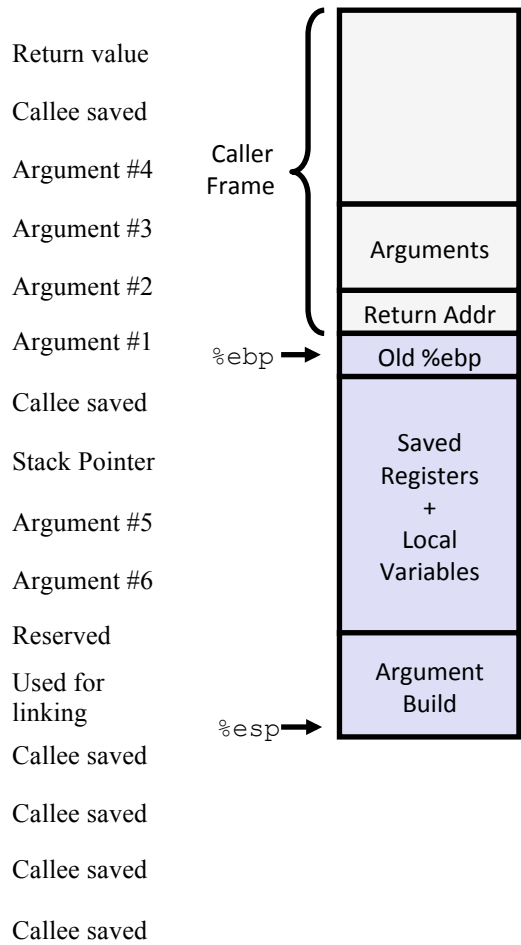 Return value
Callee saved
Argument #4
Argument #3
Argument #2
Argument #1
Callee saved
Stack Pointer
Argument #5
Argument #6
Reserved
Used for
linking
Callee saved
Callee saved
Callee saved
Callee saved
Caller
Frame
Arguments
Return Addr
%ebp
Old %ebp
Saved
Registers
+
Local
Variables
Argument
Build
%esp